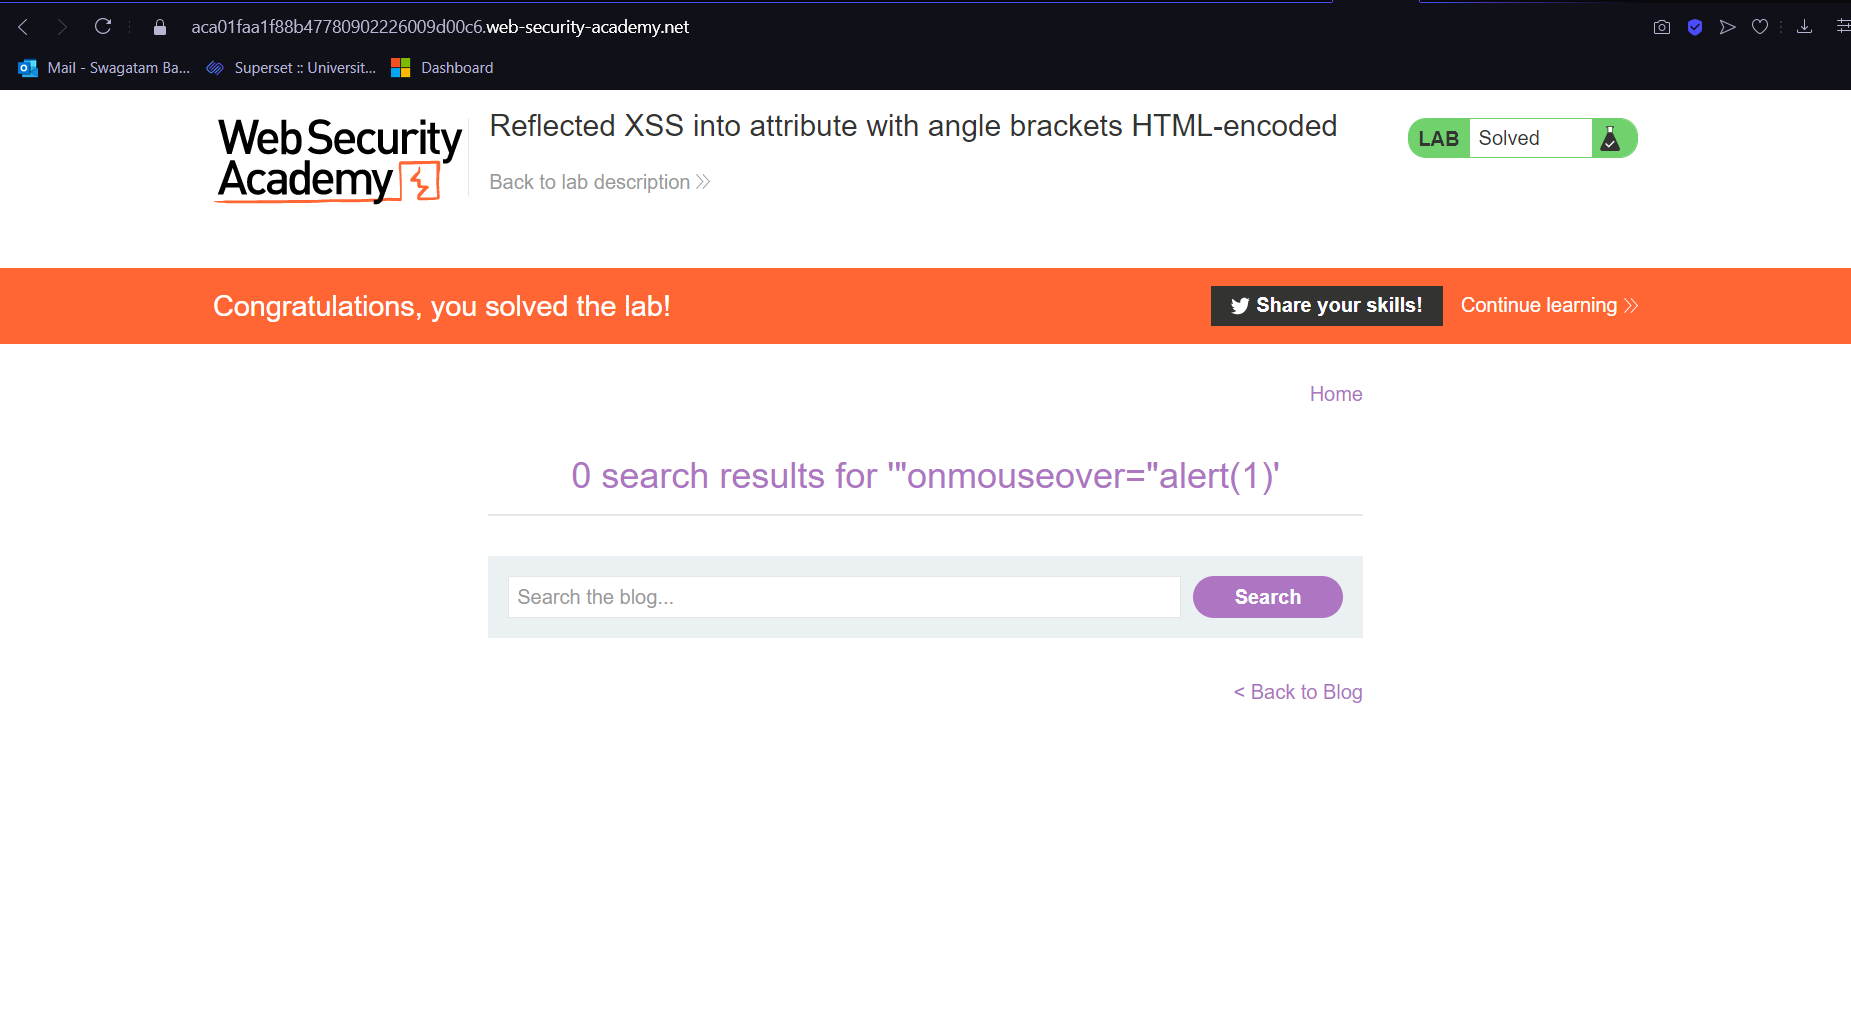 aca01faa1f88b47780902226009d00c6.web-security-academy.net
Mail - Swagatam Ba... Superset :: Universit... Dashboard
Web Security
Academy
Reflected XSS into attribute with angle brackets HTML-encoded
Back to lab description
LAB Solved
Congratulations, you solved the lab!
Share your skills!
Continue learning
Home
0 search results for '"onmouseover="alert(1)'
Search the blog...
Search
< Back to Blog